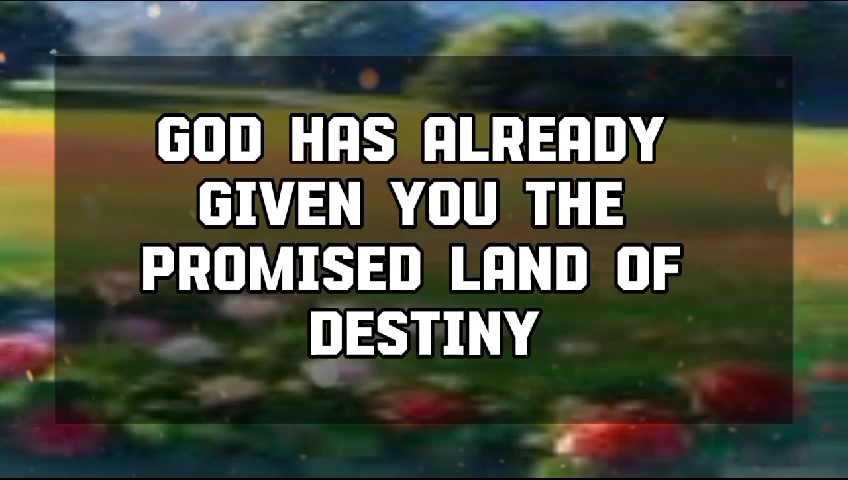 GOD HAS ALREADY
GIVEN YOU THE
PROMISED LAND OF
DESTINY